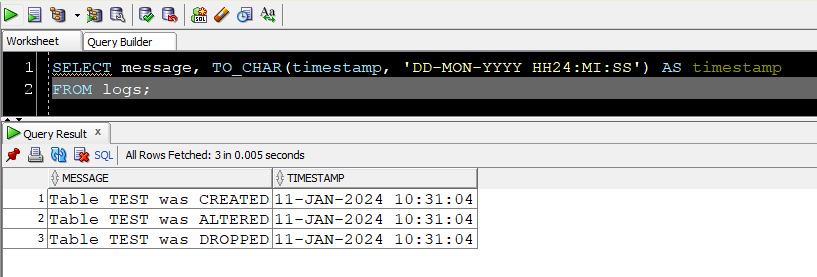 Worksheet Query Builder
1 SELECT message, TO_CHAR(timestamp, 'DD-MON-YYYY HH24:MI:SS') AS timestamp
2 FROM logs;
Query Result x
SQL All Rows Fetched: 3 in 0.005 seconds
MESSAGE TIMESTAMP
1 Table TEST was CREATED 11-JAN-2024 10:31:04
2 Table TEST was ALTERED 11-JAN-2024 10:31:04
3 Table TEST was DROPPED 11-JAN-2024 10:31:04